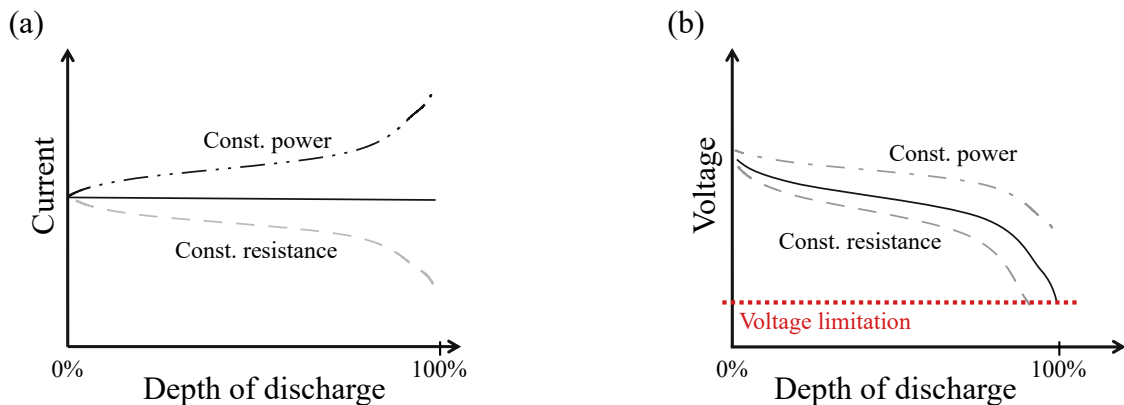 (a)
Current
Const. power
Const. resistance
0%
100%
Depth of discharge
(b)
Voltage
Const. power
Const. resistance
Voltage limitation
0%
100%
Depth of discharge